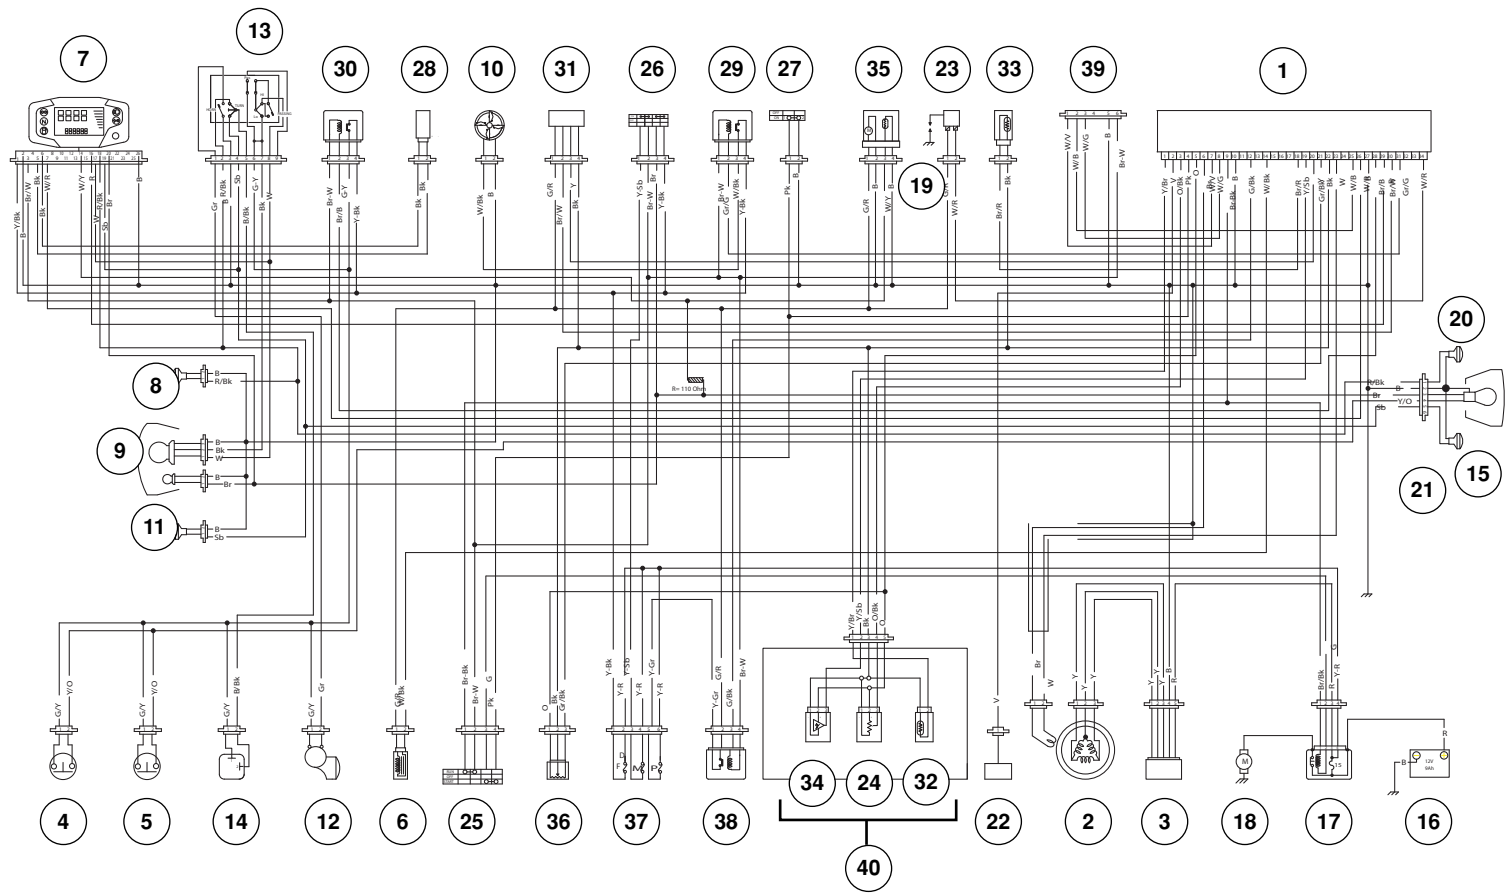 13
7
30
28
10
31
26
29
27
35
23
33
39
1
19
Y/Bk
B
Br/W
Bk
Bk
W/R
W/Y
R
W
R/Bk
Sb
Br
B
Gr
R/Bk
B
Sb
B/Bk
G-Y
Bk
W
Br-W
Br/B
G-Y
Y-Bk
Bk
Bk
W/Bk
B
G/R
Br/W
Y
Bk
Y-Sb
Br-W
Br
Y-Bk
Br-W
Gr/G
W/Bk
Y-Bk
Pk
B
G/R
B
W/Y
B
G/R
W/R
Br/R
Bk
W/V
W/B
W/G
B
Br-W
Y/Br
V
O/Bk
Pk
O
W/V
W/G
Br-Bk
B
G/Bk
W/Bk
Br/R
Y/Sb
Gr/Bk
Bk
W
W/B
W/R
Br/B
Br/W
Gr/G
W/R
20
8
B
R/Bk
R= 110 Ohm
R/Bk
B
Br
Y/O
Sb
9
B
Bk
W
B
Br
15
21
11
B
Sb
Y/Br
Y/Sb
Bk
O/Bk
O
G/Y
Y/O
G/Y
Y/O
G/Y
B/Bk
G/Y
Gr
G/R
W/Bk
Br-Bk
Br-W
Pk
G
O
Bk
Gr/Bk
Y-Bk
Y-R
Y-Sb
Y-R
Y-Gr
Y-R
Y-Gr
G/R
G/Bk
Br-W
V
Br
W
Y
Y
Y
Y
Y
Y
B
R
Br/Bk
R
Y-R
G
R
D
F
M
P
M
15
B
12V
9Ah
34
24
32
4
5
14
12
6
25
36
37
38
22
2
3
18
17
16
40